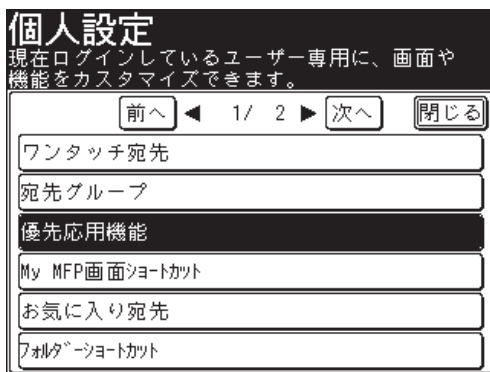 個人設定
現在ログインしているユーザー専用に、画面や
機能をカスタマイズできます。
前へ ◀ 1/ 2 ▶ 次へ 閉じる
ワンタッチ宛先
宛先グループ
優先応用機能
My MFP画面ｼｮｰﾄｶｯﾄ
お気に入り宛先
ﾌｫﾙﾀﾞｰｼｮｰﾄｶｯﾄ